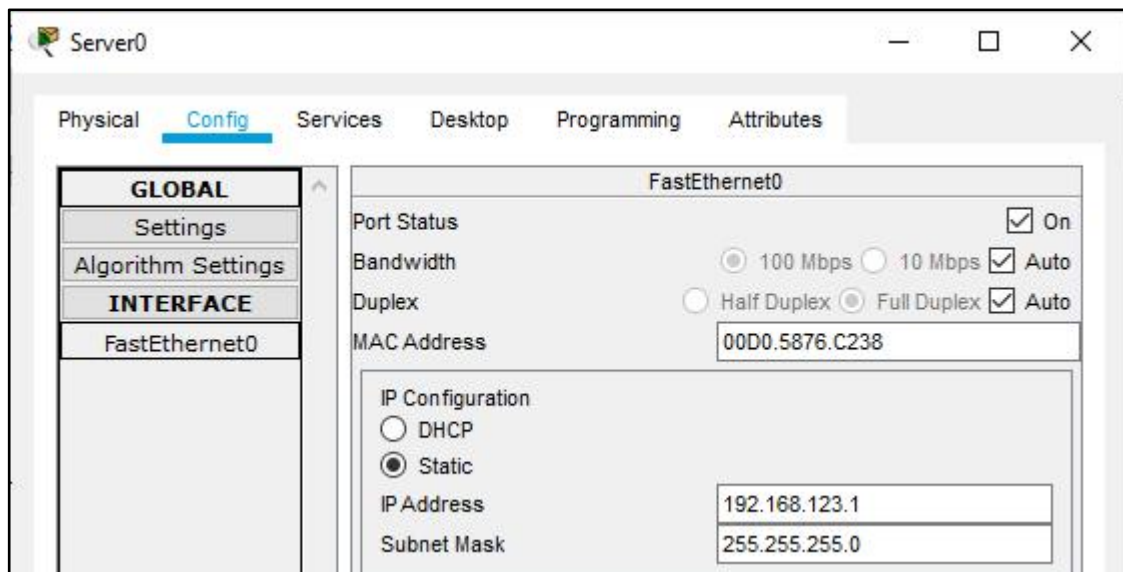 Server0
Physical Config Services Desktop Programming Attributes
GLOBAL
Settings
Algorithm Settings
INTERFACE
FastEthernet0
FastEthernet0
Port Status On
Bandwidth 100 Mbps 10 Mbps Auto
Duplex Half Duplex Full Duplex Auto
MAC Address 00D0.5876.C238
IP Configuration
DHCP
Static
IP Address 192.168.123.1
Subnet Mask 255.255.255.0